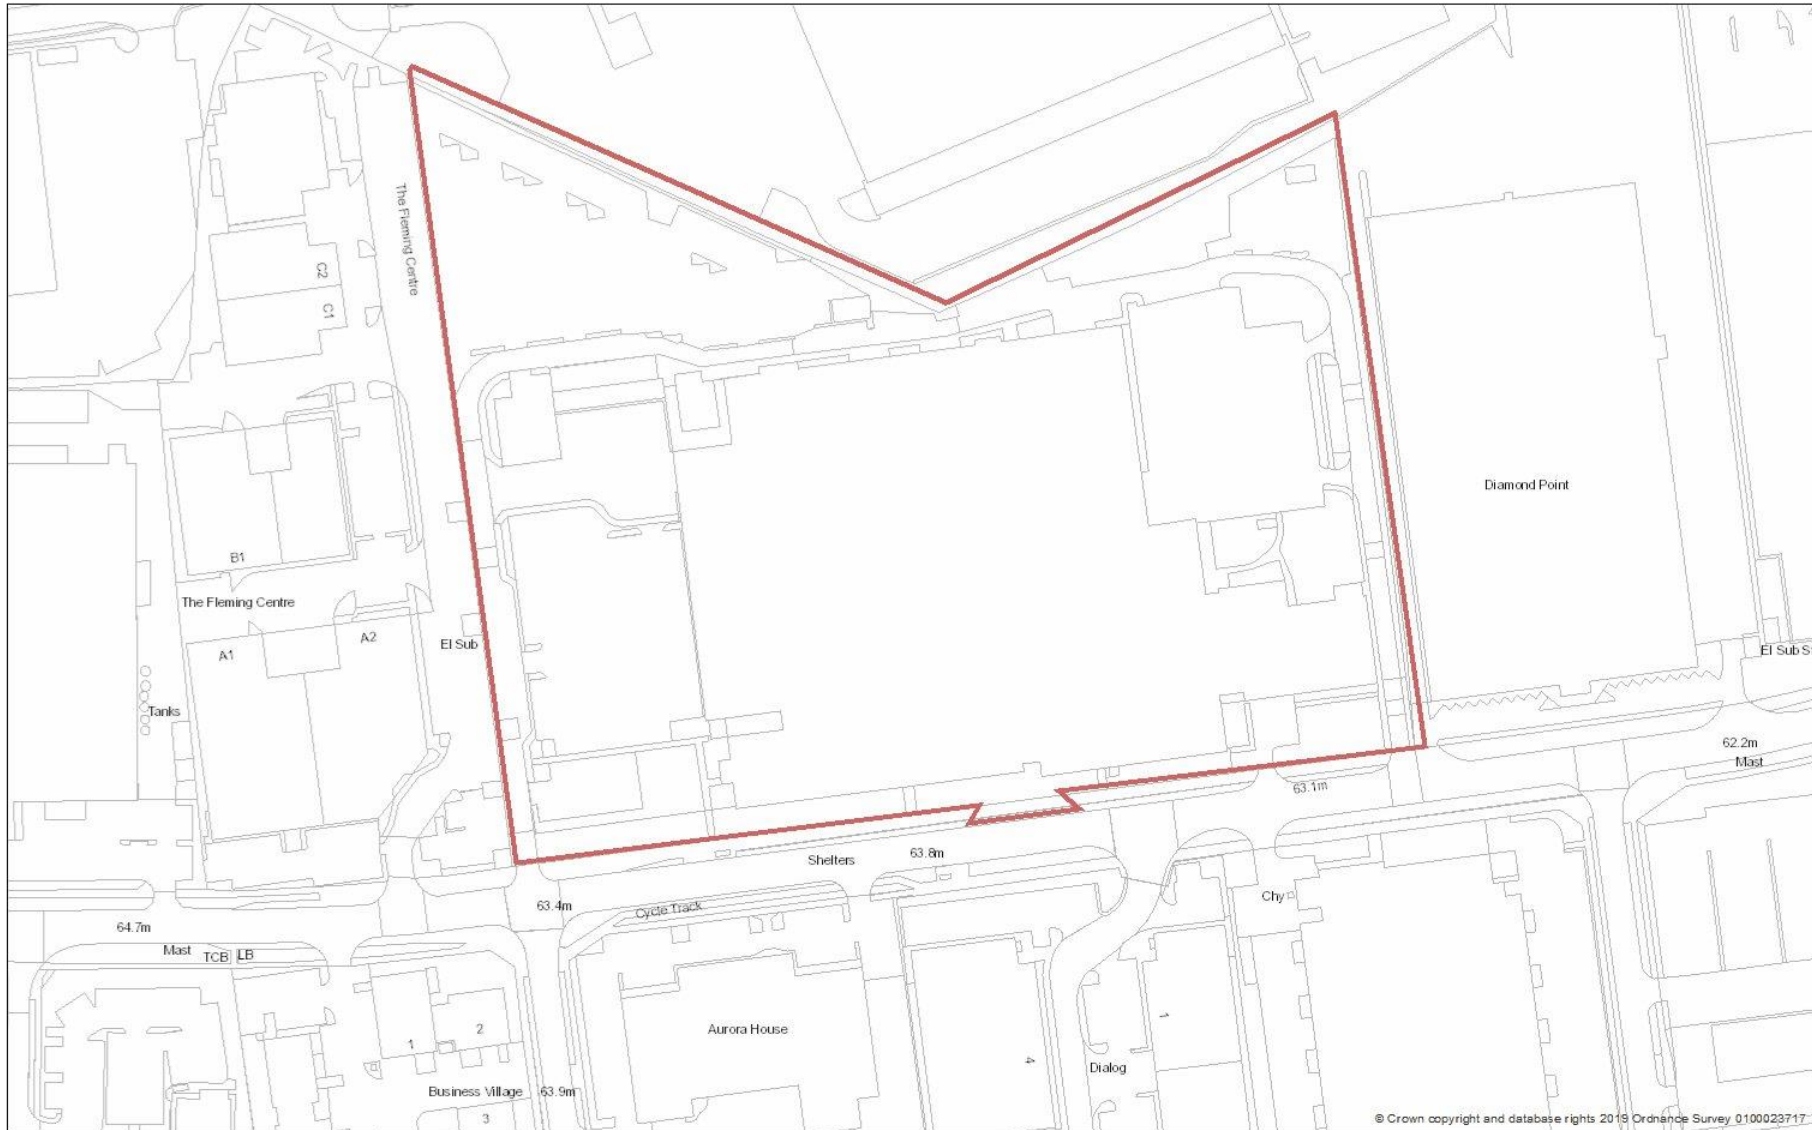 The Fleming Centre
C2
C1
Diamond Point
B1
The Fleming Centre
A2
A1
El Sub
El Sub S
Tanks
62.2m
Mast
63.1m
Shelters
63.8m
Chy
63.4m
Cycle Track
64.7m
Mast
TCB
LB
Aurora House
1
2
1
4
Dialog
Business Village
63.9m
3
© Crown copyright and database rights 2019 Ordnance Survey 0100023717